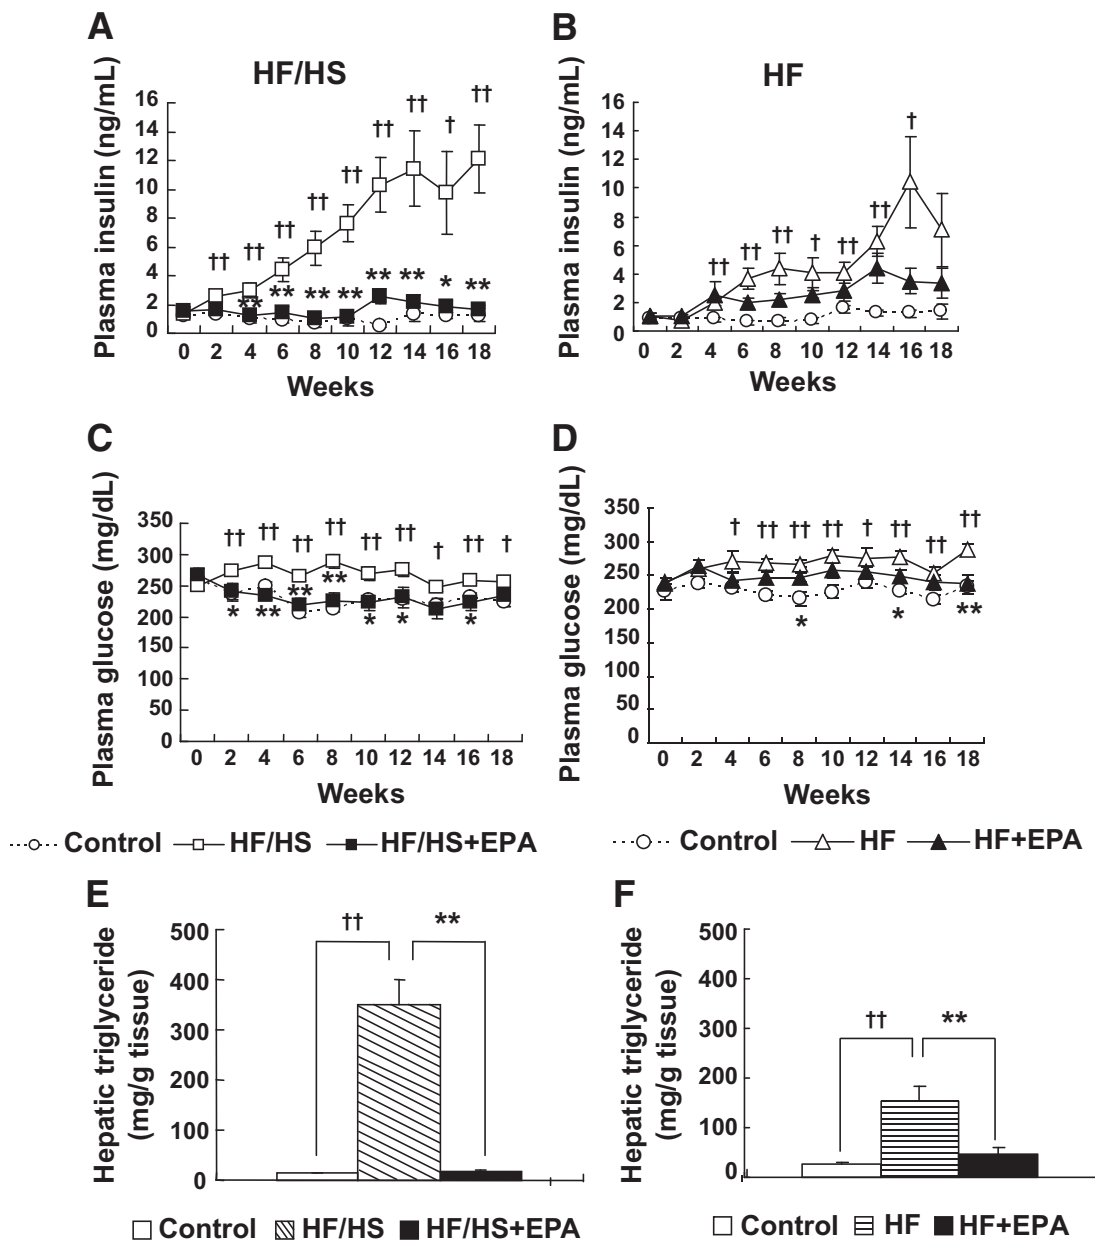 A
HF/HS
Plasma insulin (ng/mL)
16
14
12
10
8
6
4
2
0
†† †† †† †† †† †† †† † ††
** ** ** ** ** ** * **
0 2 4 6 8 10 12 14 16 18
Weeks
B
HF
Plasma insulin (ng/mL)
16
14
12
10
8
6
4
2
0
†† †† †† † †† †† †
0 2 4 6 8 10 12 14 16 18
Weeks
C
Plasma glucose (mg/dL)
350
300
250
200
150
100
50
0
†† †† †† †† †† †† † †† †
* ** ** ** * * *
0 2 4 6 8 10 12 14 16 18
Weeks
D
Plasma glucose (mg/dL)
350
300
250
200
150
100
50
0
† †† †† †† † †† †† ††
* * **
0 2 4 6 8 10 12 14 16 18
Weeks
Control HF/HS HF/HS+EPA
Control HF HF+EPA
E
Hepatic triglyceride
(mg/g tissue)
500
400
300
200
100
0
†† **
Control HF/HS HF/HS+EPA
F
Hepatic triglyceride
(mg/g tissue)
500
400
300
200
100
0
†† **
Control HF HF+EPA